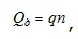 Qδ = qn,